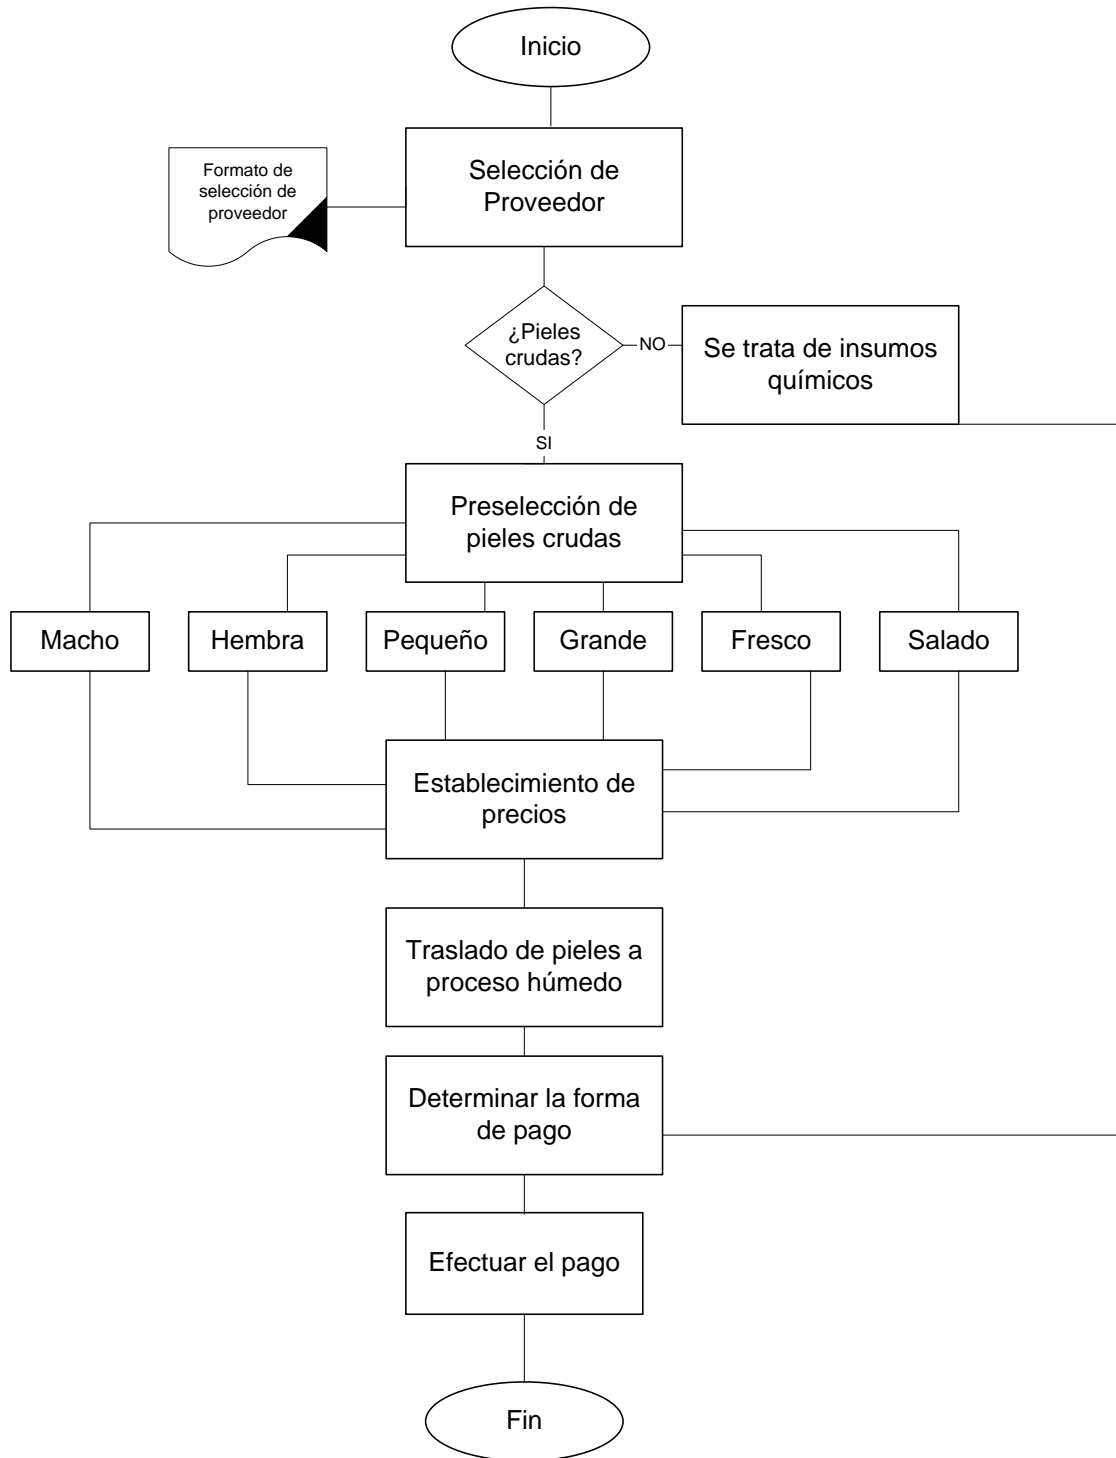 Inicio
Selección de
Proveedor
Formato de
selección de
proveedor
¿Pieles
crudas?
NO
Se trata de insumos
químicos
SI
Preselección de
pieles crudas
Macho
Hembra
Pequeño
Grande
Fresco
Salado
Establecimiento de
precios
Traslado de pieles a
proceso húmedo
Determinar la forma
de pago
Efectuar el pago
Fin